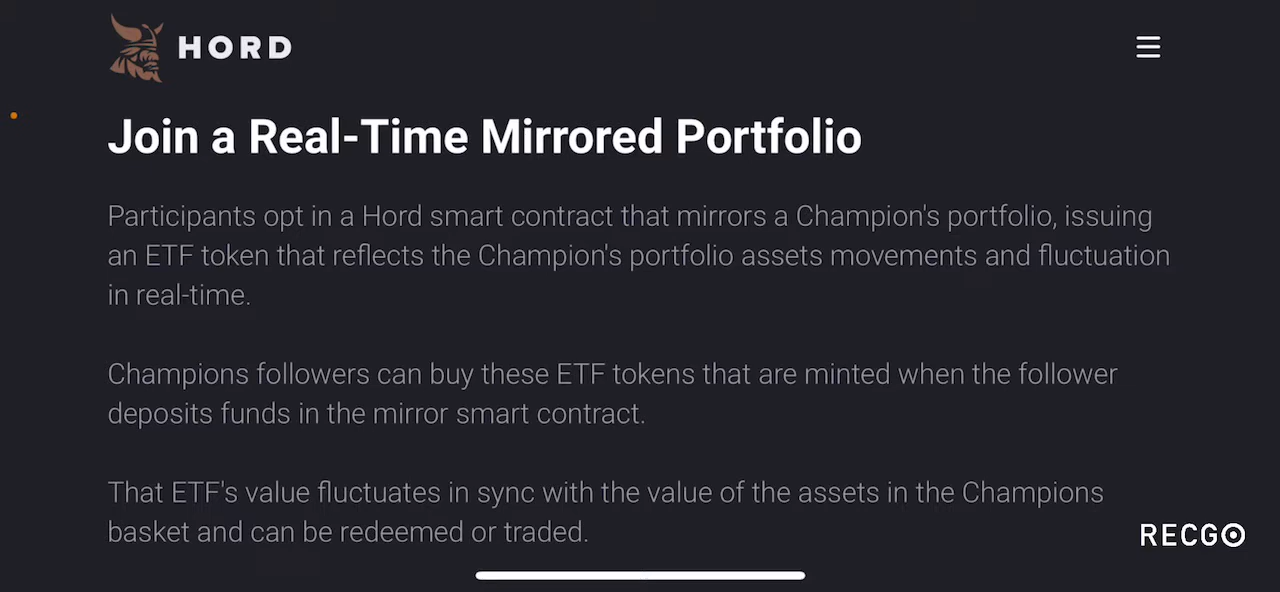 HORD
Join a Real-Time Mirrored Portfolio
Participants opt in a Hord smart contract that mirrors a Champion's portfolio, issuing
an ETF token that reflects the Champion's portfolio assets movements and fluctuation
in real-time.
Champions followers can buy these ETF tokens that are minted when the follower
deposits funds in the mirror smart contract.
That ETF's value fluctuates in sync with the value of the assets in the Champions
basket and can be redeemed or traded.
RECGO